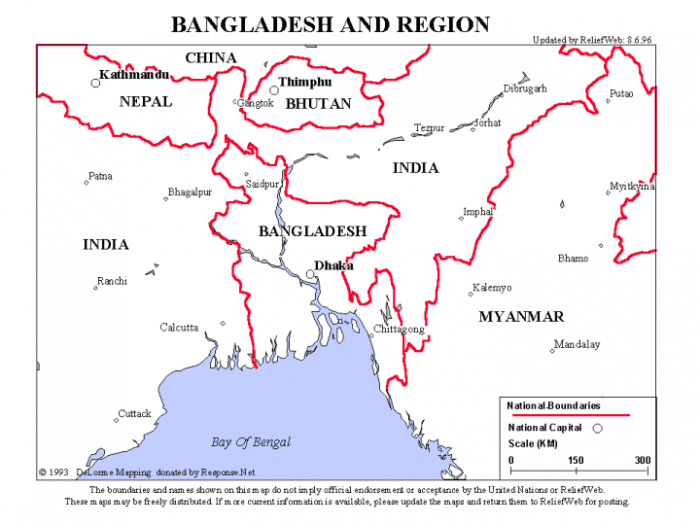 BANGLADESH AND REGION
Updated by ReliefWeb: 8.6.96
CHINA
Kathmandu
Thimphu
Dibrugarh
NEPAL
Gangtok
BHUTAN
Putao
Tezpur
Jorhat
INDIA
Patna
Saidpur
Bhagalpur
Myitkyina
Imphal
BANGLADESH
INDIA
Bhamo
Dhaka
Ranchi
Kalemyo
MYANMAR
Calcutta
Chittagong
Mandalay
Cuttack
Bay Of Bengal
National Boundaries
National Capital
Scale (KM)
0 150 300
© 1993 DeLorme Mapping donated by Response.Net
The boundaries and names shown on this map do not imply official endorsement or acceptance by the United Nations or ReliefWeb.
These maps may be freely distributed. If more current information is available, please update the maps and return them to ReliefWeb for posting.